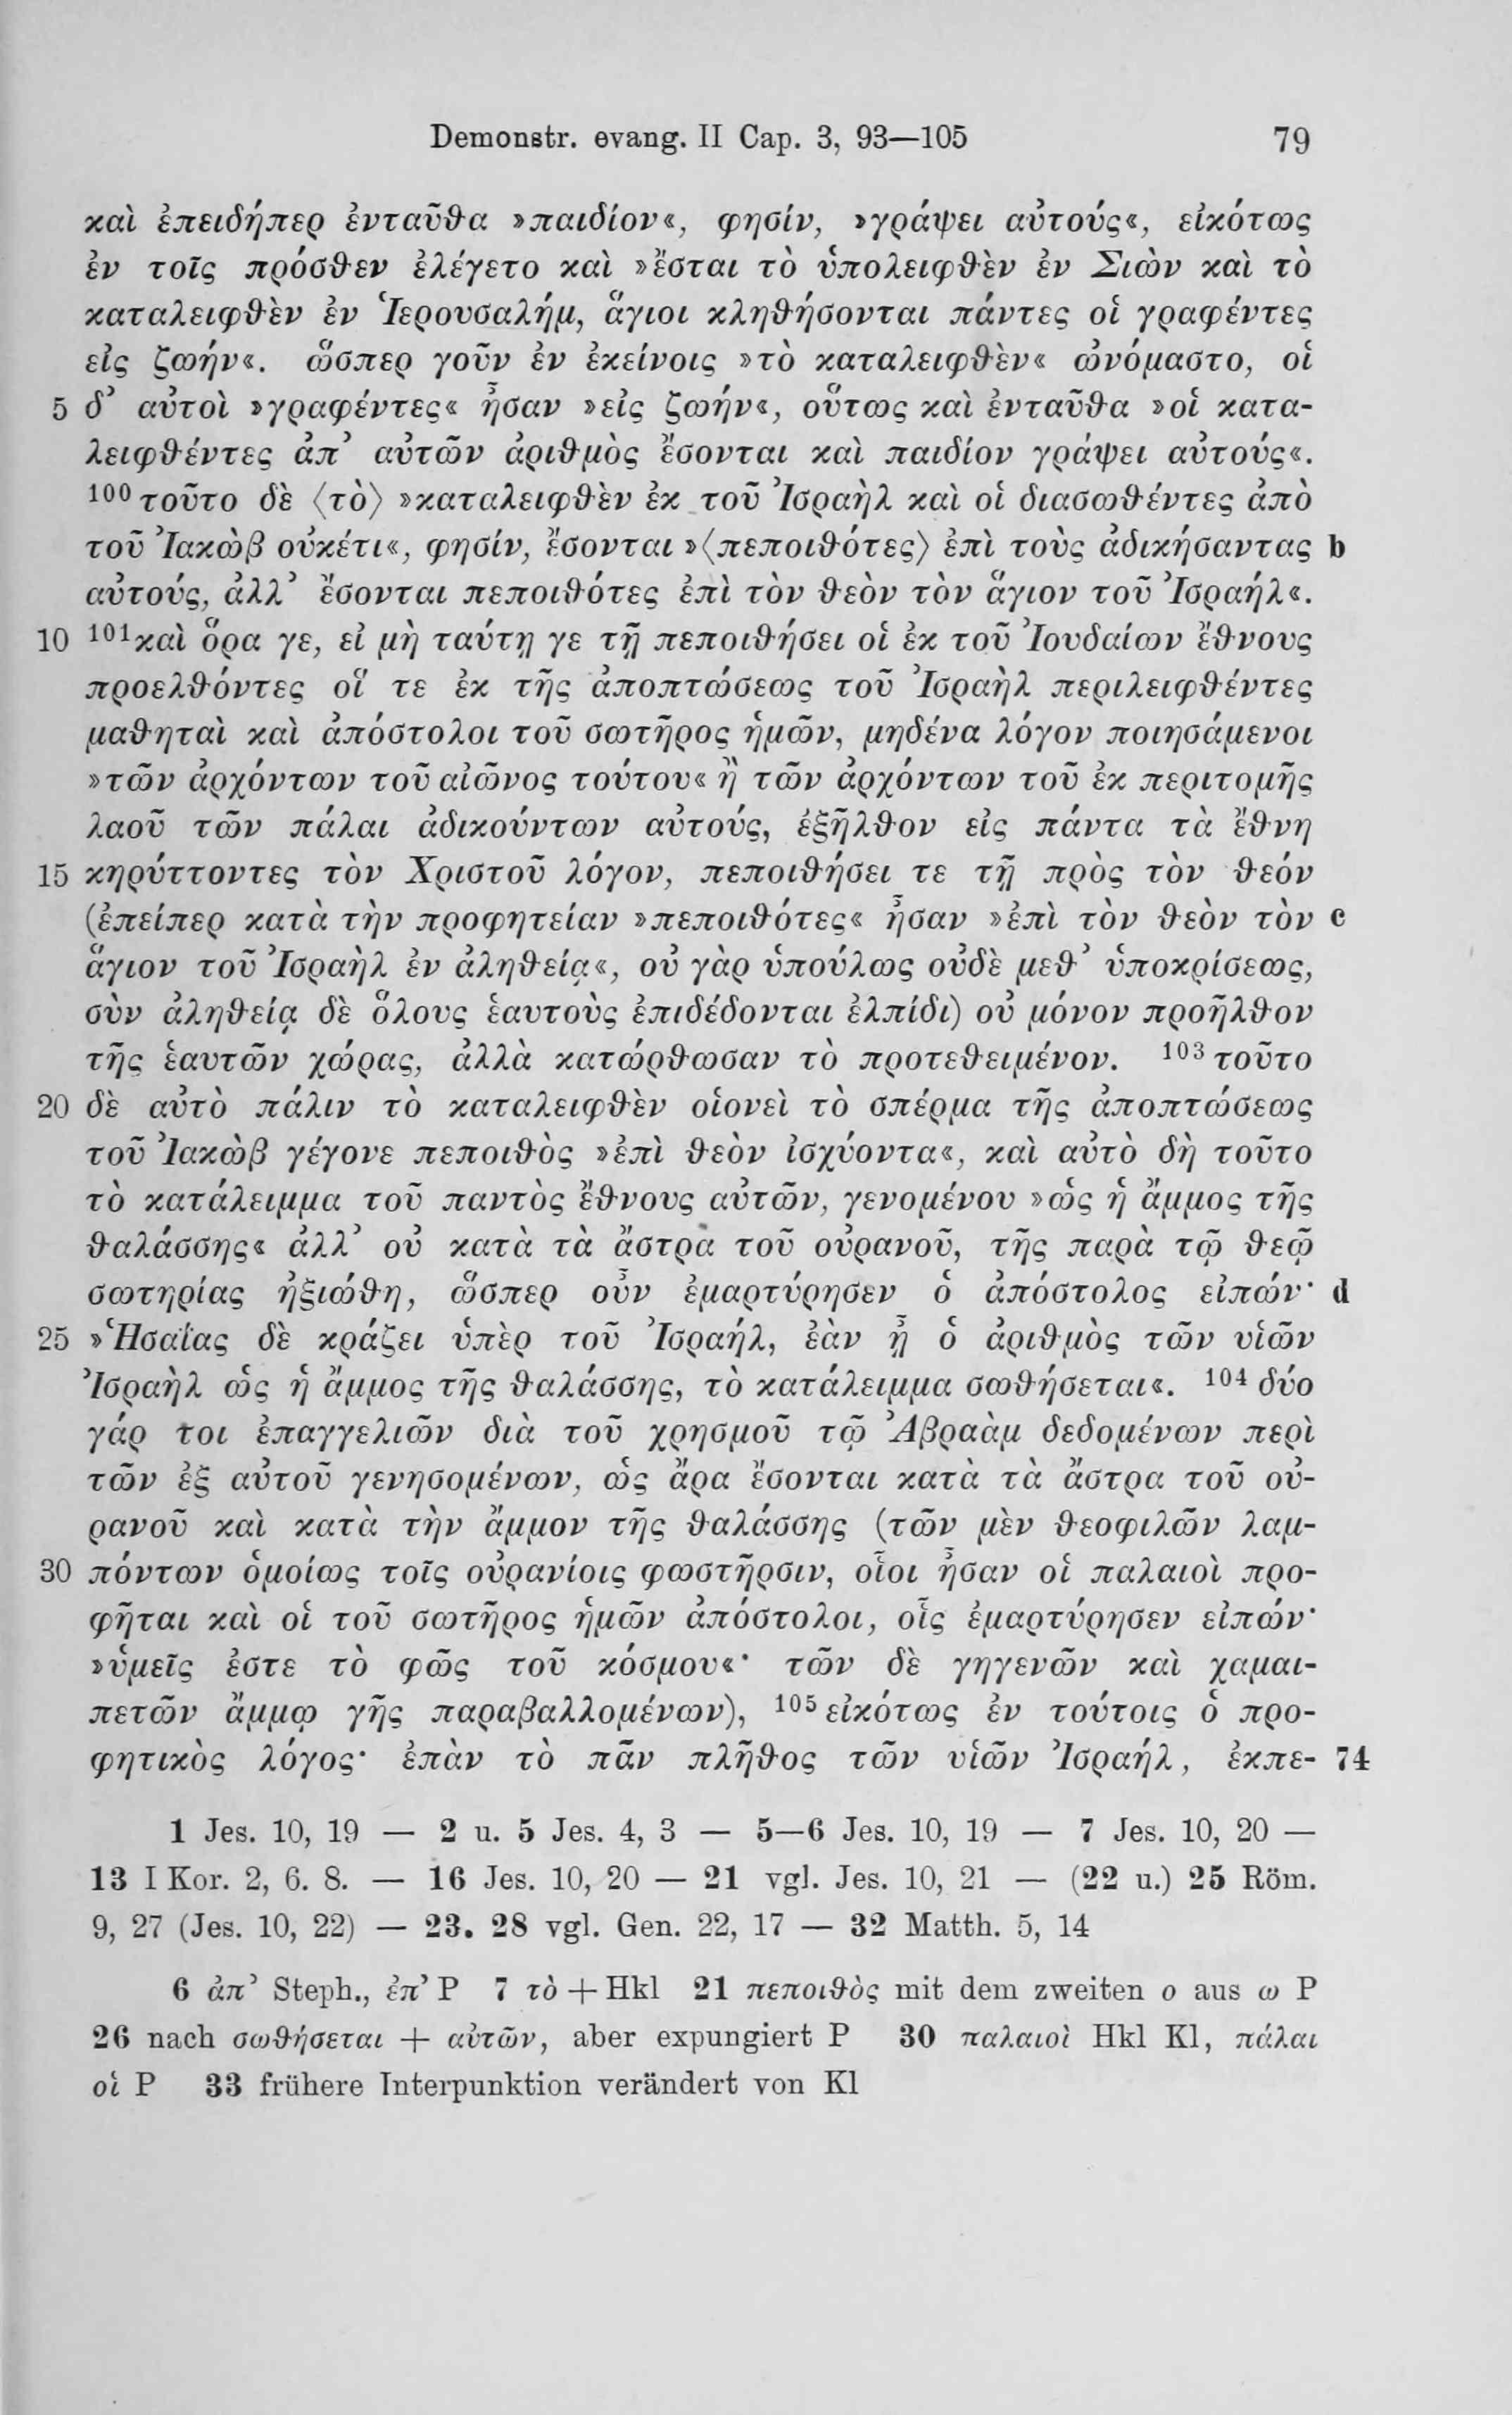 Demonstr. evang. II Cap. 3, 93—105 79
καὶ ἐπειδήπερ ἐνταῦθα »παιδίον«, φησίν, »γράψει αὐτούς«, εἰκότως
ἐν τοῖς πρόσθεν ἐλέγετο καὶ »ἔσται τὸ ὑπολειφθὲν ἐν Σιὼν καὶ τὸ
καταλειφθὲν ἐν Ἱερουσαλήμ, ἅγιοι κληθήσονται πάντες οἱ γραφέντες
εἰς ζωήν«. ὥσπερ γοῦν ἐν ἐκείνοις »τὸ καταλειφθὲν« ὠνόμαστο, οἱ
5 δ’ αὐτοὶ »γραφέντες« ἦσαν »εἰς ζωήν«, οὕτως καὶ ἐνταῦθα »οἱ κατα-
λειφθέντες ἀπ’ αὐτῶν ἀριθμὸς ἔσονται καὶ παιδίον γράψει αὐτούς«.
¹⁰⁰ τοῦτο δὲ ⟨τὸ⟩ »καταλειφθὲν ἐκ τοῦ Ἰσραὴλ καὶ οἱ διασωθέντες ἀπὸ
τοῦ Ἰακὼβ οὐκέτι«, φησίν, ἔσονται »⟨πεποιθότες⟩ ἐπὶ τοὺς ἀδικήσαντας b
αὐτούς, ἀλλ’ ἔσονται πεποιθότες ἐπὶ τὸν θεὸν τὸν ἅγιον τοῦ Ἰσραήλ«.
10 ¹⁰¹ καὶ ὅρα γε, εἰ μὴ ταύτῃ γε τῇ πεποιθήσει οἱ ἐκ τοῦ Ἰουδαίων ἔθνους
προελθόντες οἵ τε ἐκ τῆς ἀποπτώσεως τοῦ Ἰσραὴλ περιλειφθέντες
μαθηταὶ καὶ ἀπόστολοι τοῦ σωτῆρος ἡμῶν, μηδένα λόγον ποιησάμενοι
»τῶν ἀρχόντων τοῦ αἰῶνος τούτου« ἢ τῶν ἀρχόντων τοῦ ἐκ περιτομῆς
λαοῦ τῶν πάλαι ἀδικούντων αὐτούς, ἐξῆλθον εἰς πάντα τὰ ἔθνη
15 κηρύττοντες τὸν Χριστοῦ λόγον, πεποιθήσει τε τῇ πρὸς τὸν θεόν
(ἐπείπερ κατὰ τὴν προφητείαν »πεποιθότες« ἦσαν »ἐπὶ τὸν θεὸν τὸν c
ἅγιον τοῦ Ἰσραὴλ ἐν ἀληθείᾳ«, οὐ γὰρ ὑπούλως οὐδὲ μεθ’ ὑποκρίσεως,
σὺν ἀληθείᾳ δὲ ὅλους ἑαυτοὺς ἐπιδέδονται ἐλπίδι) οὐ μόνον προῆλθον
τῆς ἑαυτῶν χώρας, ἀλλὰ κατώρθωσαν τὸ προτεθειμένον. ¹⁰³ τοῦτο
20 δὲ αὐτὸ πάλιν τὸ καταλειφθὲν οἱονεὶ τὸ σπέρμα τῆς ἀποπτώσεως
τοῦ Ἰακὼβ γέγονε πεποιθὸς »ἐπὶ θεὸν ἰσχύοντα«, καὶ αὐτὸ δὴ τοῦτο
τὸ κατάλειμμα τοῦ παντὸς ἔθνους αὐτῶν, γενομένου »ὡς ἡ ἄμμος τῆς
θαλάσσης« ἀλλ’ οὐ κατὰ τὰ ἄστρα τοῦ οὐρανοῦ, τῆς παρὰ τῷ θεῷ
σωτηρίας ἠξιώθη, ὥσπερ οὖν ἐμαρτύρησεν ὁ ἀπόστολος εἰπών· d
25 »Ἡσαΐας δὲ κράζει ὑπὲρ τοῦ Ἰσραήλ, ἐὰν ᾖ ὁ ἀριθμὸς τῶν υἱῶν
Ἰσραὴλ ὡς ἡ ἄμμος τῆς θαλάσσης, τὸ κατάλειμμα σωθήσεται«. ¹⁰⁴ δύο
γάρ τοι ἐπαγγελιῶν διὰ τοῦ χρησμοῦ τῷ Ἀβραὰμ δεδομένων περὶ
τῶν ἐξ αὐτοῦ γενησομένων, ὡς ἄρα ἔσονται κατὰ τὰ ἄστρα τοῦ οὐ-
ρανοῦ καὶ κατὰ τὴν ἄμμον τῆς θαλάσσης (τῶν μὲν θεοφιλῶν λαμ-
30 πόντων ὁμοίως τοῖς οὐρανίοις φωστῆρσιν, οἷοι ἦσαν οἱ παλαιοὶ προ-
φῆται καὶ οἱ τοῦ σωτῆρος ἡμῶν ἀπόστολοι, οἷς ἐμαρτύρησεν εἰπών·
»ὑμεῖς ἐστε τὸ φῶς τοῦ κόσμου«· τῶν δὲ γηγενῶν καὶ χαμαι-
πετῶν ἄμμῳ γῆς παραβαλλομένων), ¹⁰⁵ εἰκότως ἐν τούτοις ὁ προ-
φητικὸς λόγος· ἐπὰν τὸ πᾶν πλῆθος τῶν υἱῶν Ἰσραήλ, ἐκπε- 74
1 Jes. 10, 19 — 2 u. 5 Jes. 4, 3 — 5—6 Jes. 10, 19 — 7 Jes. 10, 20 —
13 I Kor. 2, 6. 8. — 16 Jes. 10, 20 — 21 vgl. Jes. 10, 21 — (22 u.) 25 Röm.
9, 27 (Jes. 10, 22) — 23. 28 vgl. Gen. 22, 17 — 32 Matth. 5, 14
6 ἀπ’ Steph., ἐπ’ P 7 τὸ + Hkl 21 πεποιθὸς mit dem zweiten ο aus ω P
26 nach σωθήσεται + αὐτῶν, aber expungiert P 30 παλαιοὶ Hkl Kl, πάλαι
οἱ P 33 frühere Interpunktion verändert von Kl